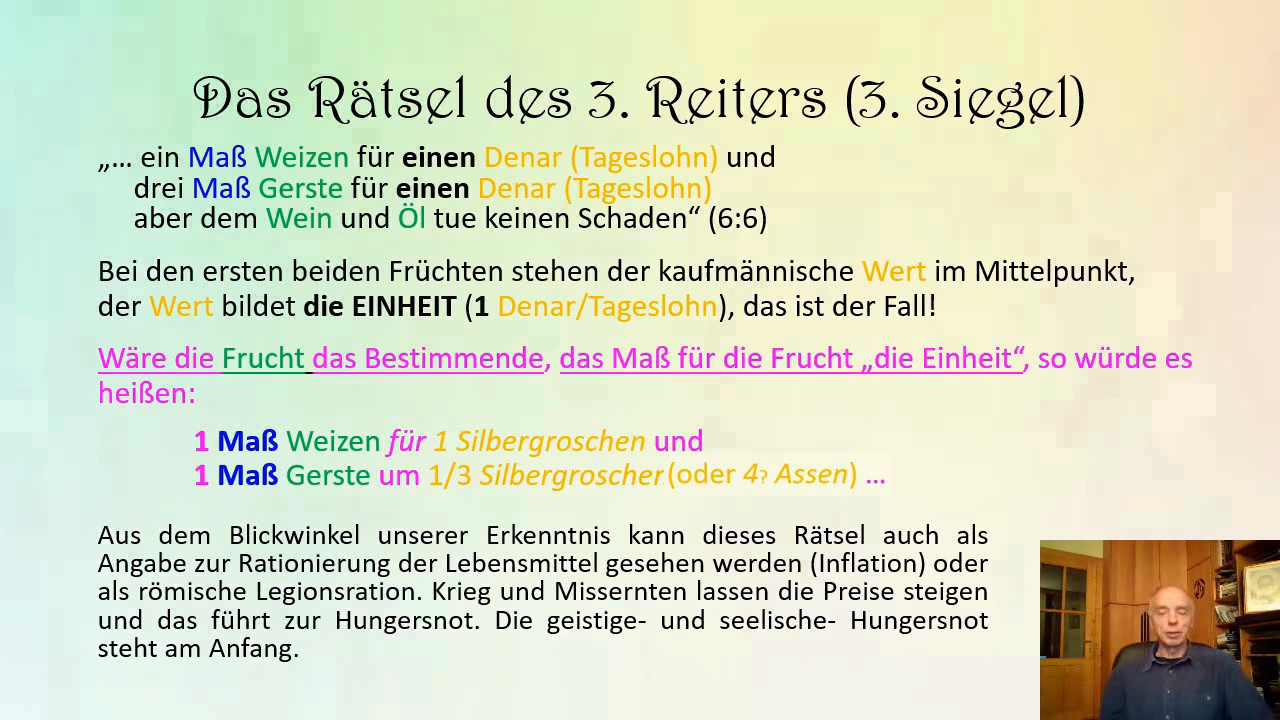 Das Rätsel des 3. Reiters (3. Siegel)
„... ein Maß Weizen für einen Denar (Tageslohn) und
drei Maß Gerste für einen Denar (Tageslohn)
aber dem Wein und Öl tue keinen Schaden“ (6:6)
Bei den ersten beiden Früchten stehen der kaufmännische Wert im Mittelpunkt,
der Wert bildet die EINHEIT (1 Denar/Tageslohn), das ist der Fall!
Wäre die Frucht das Bestimmende, das Maß für die Frucht „die Einheit“, so würde es
heißen:
1 Maß Weizen für 1 Silbergroschen und
1 Maß Gerste um 1/3 Silbergroscher (oder 4? Assen) ...
Aus dem Blickwinkel unserer Erkenntnis kann dieses Rätsel auch als
Angabe zur Rationierung der Lebensmittel gesehen werden (Inflation) oder
als römische Legionsration. Krieg und Missernten lassen die Preise steigen
und das führt zur Hungersnot. Die geistige- und seelische- Hungersnot
steht am Anfang.